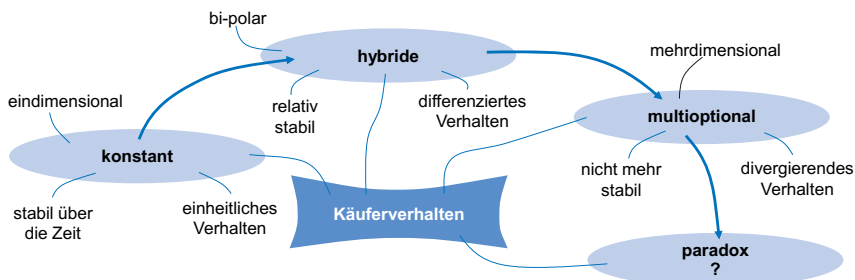 bi-polar
hybride
mehrdimensional
relativ
stabil
differenziertes
Verhalten
eindimensional
multioptional
konstant
nicht mehr
stabil
divergierendes
Verhalten
stabil über
die Zeit
einheitliches
Verhalten
Käuferverhalten
paradox
?